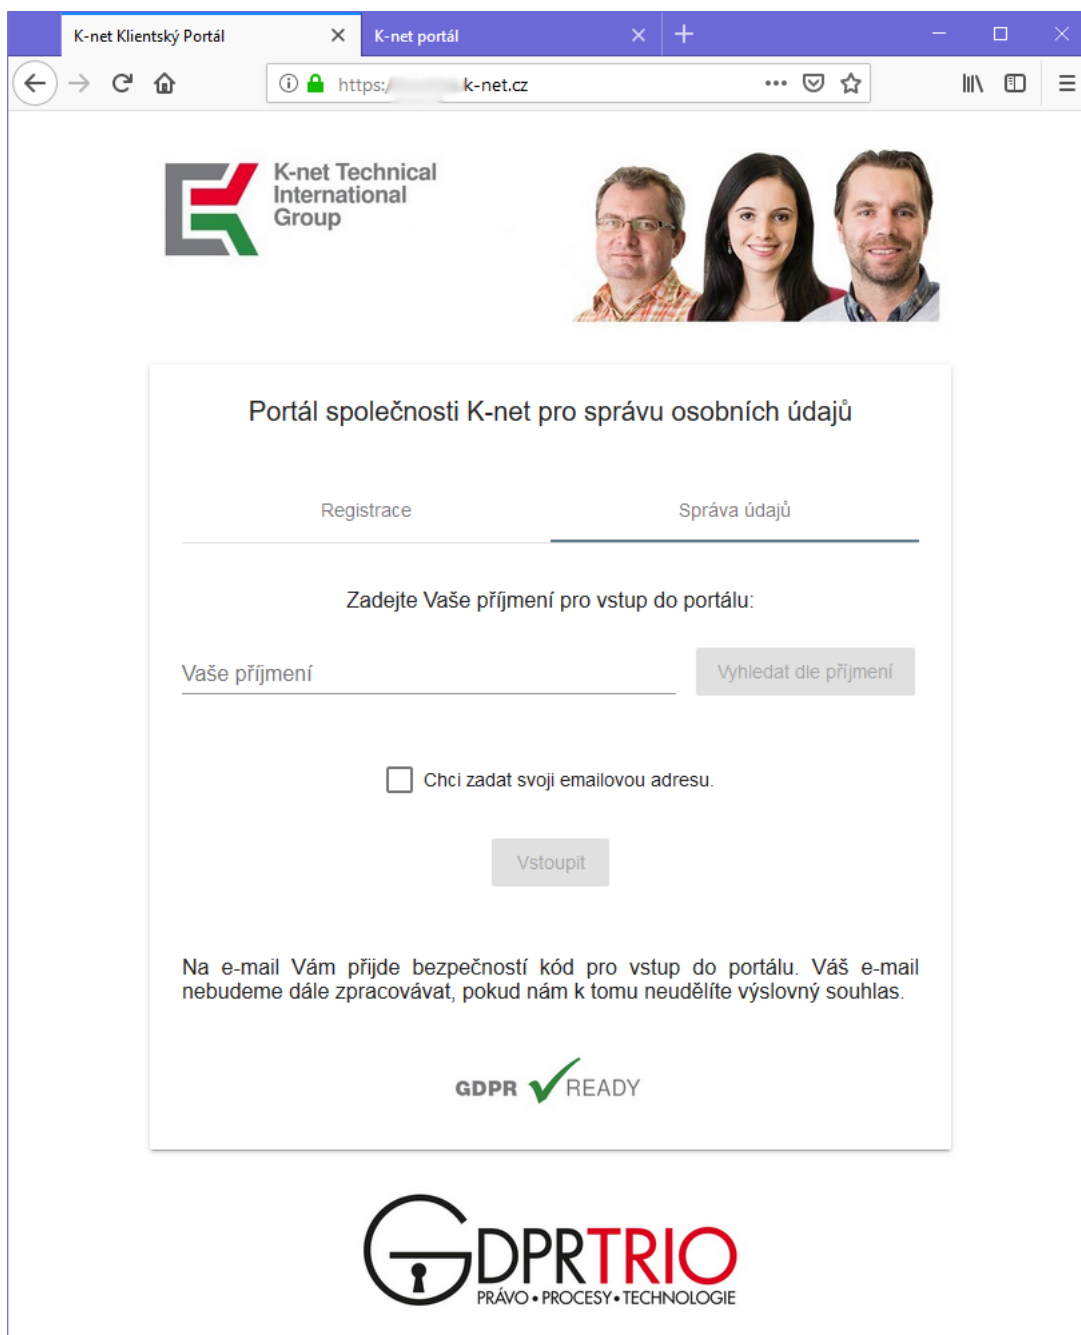 K-net Klientský Portál
K-net portál
https:/ k-net.cz
K-net Technical
International
Group
Portál společnosti K-net pro správu osobních údajů
Registrace
Správa údajů
Zadejte Vaše příjmení pro vstup do portálu:
Vaše příjmení
Vyhledat dle příjmení
Chci zadat svoji emailovou adresu.
Vstoupit
Na e-mail Vám přijde bezpečností kód pro vstup do portálu. Váš e-mail
nebudeme dále zpracovávat, pokud nám k tomu neudělíte výslovný souhlas.
GDPR READY
GDPRTRIO
PRÁVO • PROCESY • TECHNOLOGIE